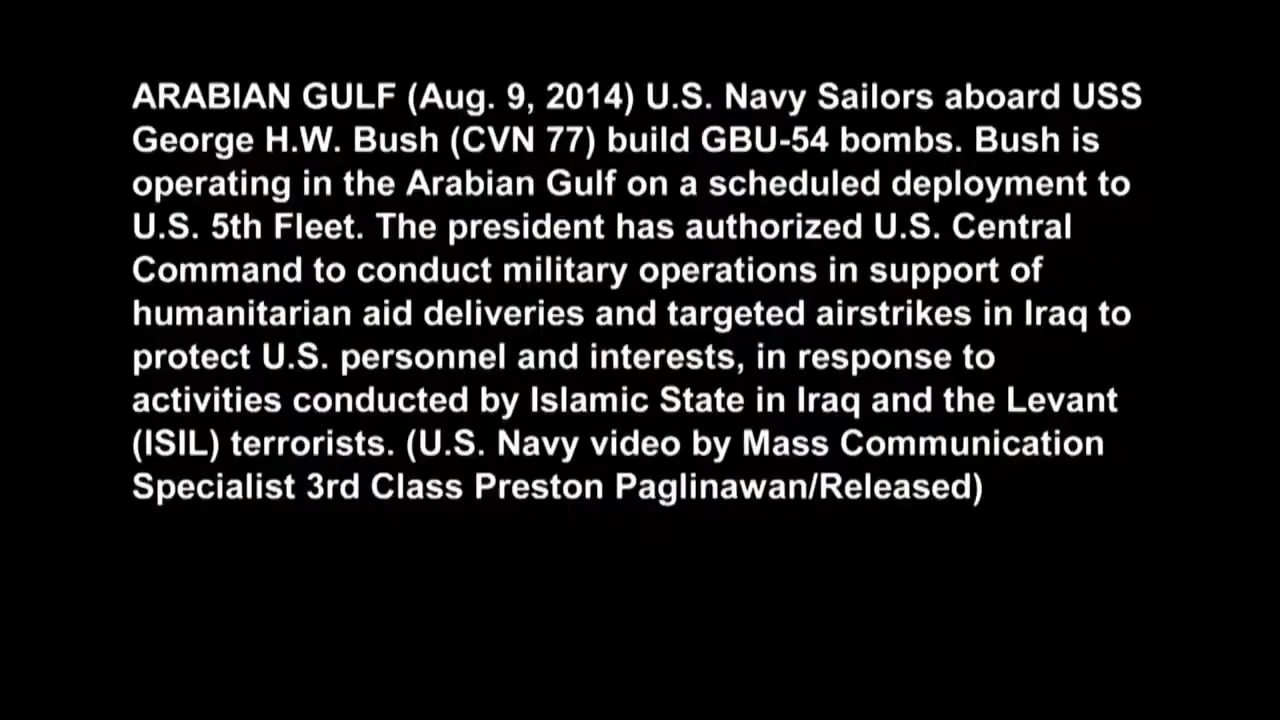 ARABIAN GULF (Aug. 9, 2014) U.S. Navy Sailors aboard USS
George H.W. Bush (CVN 77) build GBU-54 bombs. Bush is
operating in the Arabian Gulf on a scheduled deployment to
U.S. 5th Fleet. The president has authorized U.S. Central
Command to conduct military operations in support of
humanitarian aid deliveries and targeted airstrikes in Iraq to
protect U.S. personnel and interests, in response to
activities conducted by Islamic State in Iraq and the Levant
(ISIL) terrorists. (U.S. Navy video by Mass Communication
Specialist 3rd Class Preston Paglinawan/Released)